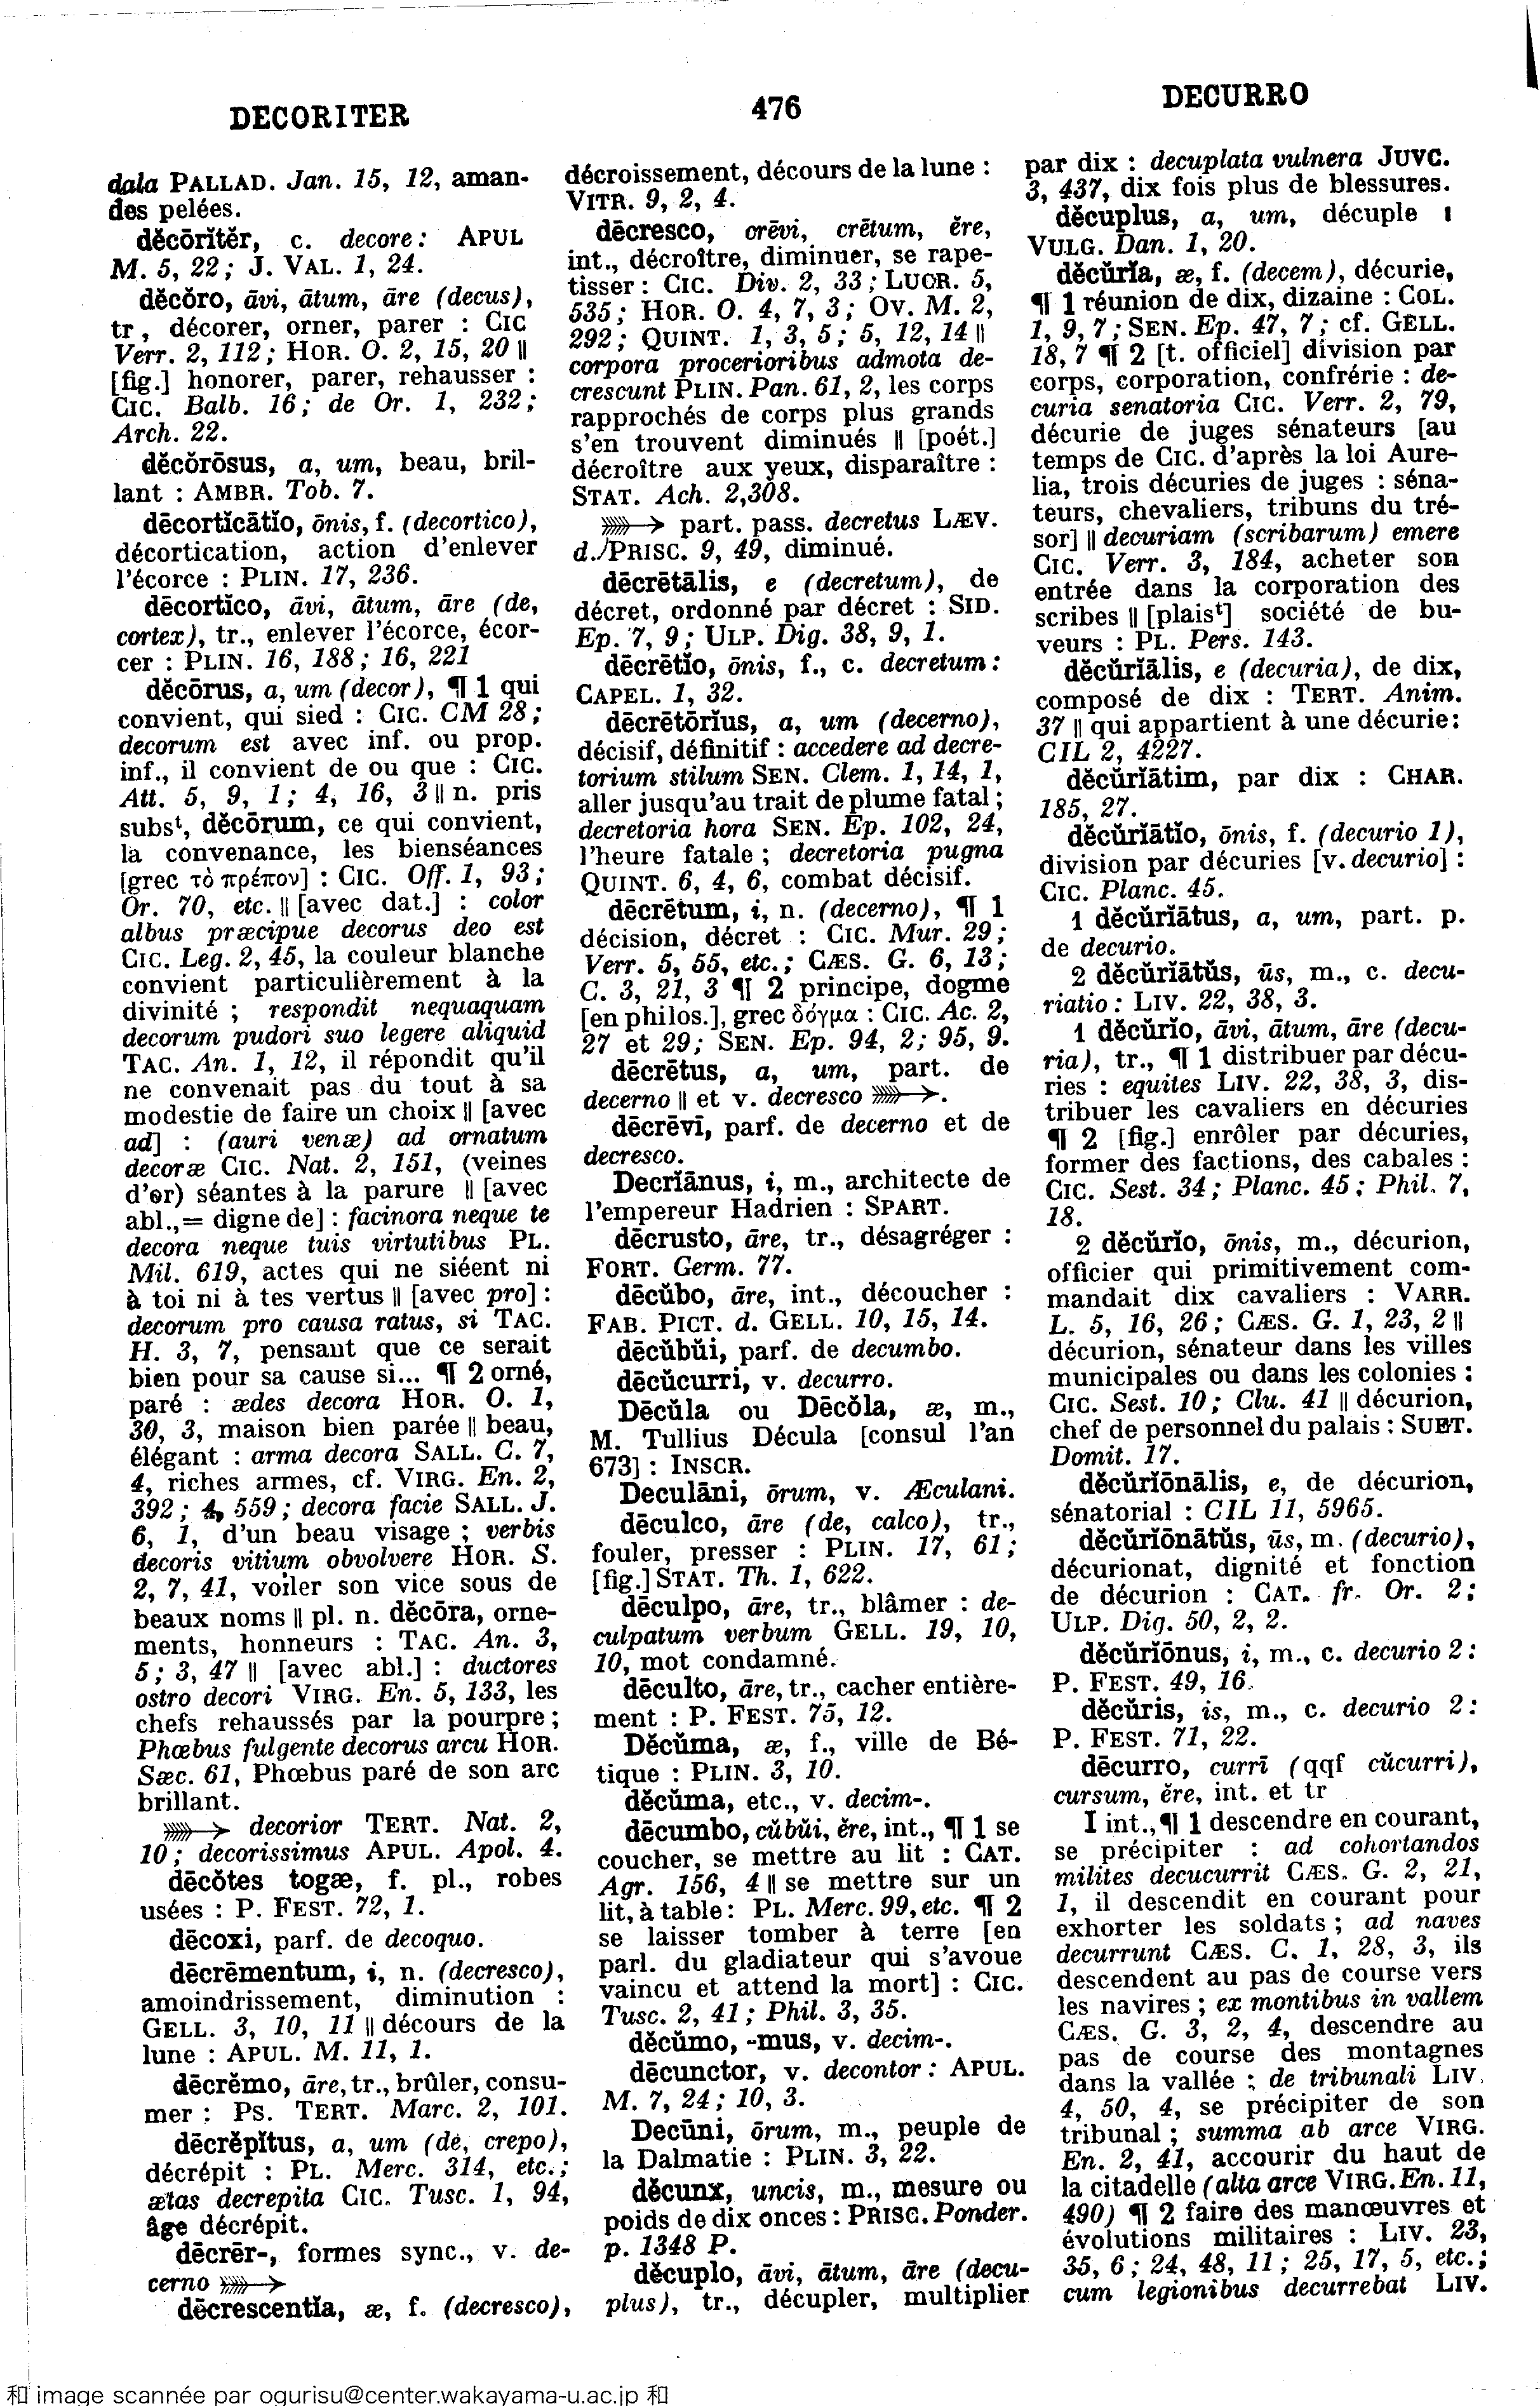 DECORITER
476
DECURRO
dala PALLAD. Jan. 15, 12, aman-
des pelées.
dĕcōrĭtĕr, c. decore : APUL
M. 5, 22 ; J. VAL. 1, 24.
dĕcŏro, āvi, ātum, āre (decus),
tr , décorer, orner, parer : CIC
Verr. 2, 112 ; HOR. O. 2, 15, 20 ||
[fig.] honorer, parer, rehausser :
CIC. Balb. 16 ; de Or. 1, 232 ;
Arch. 22.
dĕcŏrōsus, a, um, beau, bril-
lant : AMBR. Tob. 7.
dēcortĭcātĭo, ōnis, f. (decortico),
décortication, action d'enlever
l'écorce : PLIN. 17, 236.
dēcortĭco, āvi, ātum, āre (de,
cortex), tr., enlever l'écorce, écor-
cer : PLIN. 16, 188 ; 16, 221
dĕcōrus, a, um (decor), ¶ 1 qui
convient, qui sied : CIC. CM 28 ;
decorum est avec inf. ou prop.
inf., il convient de ou que : CIC.
Att. 5, 9, 1 ; 4, 16, 3 || n. pris
subsᵗ, dĕcōrum, ce qui convient,
la convenance, les bienséances
[grec τὸ πρέπον] : CIC. Off. 1, 93 ;
Or. 70, etc. || [avec dat.] : color
albus præcipue decorus deo est
CIC. Leg. 2, 45, la couleur blanche
convient particulièrement à la
divinité ; respondit nequaquam
decorum pudori suo legere aliquid
TAC. An. 1, 12, il répondit qu'il
ne convenait pas du tout à sa
modestie de faire un choix || [avec
ad] : (auri venæ) ad ornatum
decoræ CIC. Nat. 2, 151, (veines
d'or) séantes à la parure || [avec
abl., = digne de] : facinora neque te
decora neque tuis virtutibus PL.
Mil. 619, actes qui ne siéent ni
à toi ni à tes vertus || [avec pro] :
decorum pro causa ratus, si TAC.
H. 3, 7, pensant que ce serait
bien pour sa cause si... ¶ 2 orné,
paré : ædes decora HOR. O. 1,
30, 3, maison bien parée || beau,
élégant : arma decora SALL. C. 7,
4, riches armes, cf. VIRG. En. 2,
392 ; 4, 559 ; decora facie SALL. J.
6, 1, d'un beau visage ; verbis
decoris vitium obvolvere HOR. S.
2, 7, 41, voiler son vice sous de
beaux noms || pl. n. dĕcōra, orne-
ments, honneurs : TAC. An. 3,
5 ; 3, 47 || [avec abl.] : ductores
ostro decori VIRG. En. 5, 133, les
chefs rehaussés par la pourpre ;
Phœbus fulgente decorus arcu HOR.
Sæc. 61, Phœbus paré de son arc
brillant.
decorior TERT. Nat. 2,
10 ; decorissimus APUL. Apol. 4.
dēcŏtes togæ, f. pl., robes
usées : P. FEST. 72, 1.
dēcoxi, parf. de decoquo.
dēcrēmentum, i, n. (decresco),
amoindrissement, diminution :
GELL. 3, 10, 11 || décours de la
lune : APUL. M. 11, 1.
dēcrĕmo, āre, tr., brûler, consu-
mer : PS. TERT. Marc. 2, 101.
dēcrĕpĭtus, a, um (de, crepo),
décrépit : PL. Merc. 314, etc. ;
ætas decrepita CIC. Tusc. 1, 94,
âge décrépit.
dēcrēr-, formes sync., v. de-
cerno
dēcrescentĭa, æ, f. (decresco),
décroissement, décours de la lune :
VITR. 9, 2, 4.
dēcresco, crēvi, crētum, ĕre,
int., décroître, diminuer, se rape-
tisser : CIC. Div. 2, 33 ; LUCR. 5,
535 ; HOR. O. 4, 7, 3 ; OV. M. 2,
292 ; QUINT. 1, 3, 5 ; 5, 12, 14 ||
corpora procerioribus admota de-
crescunt PLIN. Pan. 61, 2, les corps
rapprochés de corps plus grands
s'en trouvent diminués || [poét.]
décroître aux yeux, disparaître :
STAT. Ach. 2,308.
part. pass. decretus LÆV.
d. PRISC. 9, 49, diminué.
dēcrētālis, e (decretum), de
décret, ordonné par décret : SID.
Ep. 7, 9 ; ULP. Dig. 38, 9, 1.
dēcrētĭo, ōnis, f., c. decretum :
CAPEL. 1, 32.
dēcrētōrĭus, a, um (decerno),
décisif, définitif : accedere ad decre-
torium stilum SEN. Clem. 1, 14, 1,
aller jusqu'au trait de plume fatal ;
decretoria hora SEN. Ep. 102, 24,
l'heure fatale ; decretoria pugna
QUINT. 6, 4, 6, combat décisif.
dēcrētum, i, n. (decerno), ¶ 1
décision, décret : CIC. Mur. 29 ;
Verr. 5, 55, etc. ; CÆS. G. 6, 13 ;
C. 3, 21, 3 ¶ 2 principe, dogme
[en philos.], grec δόγμα : CIC. Ac. 2,
27 et 29 ; SEN. Ep. 94, 2 ; 95, 9.
dēcrētus, a, um, part. de
decerno || et v. decresco .
dēcrēvī, parf. de decerno et de
decresco.
Decrĭānus, i, m., architecte de
l'empereur Hadrien : SPART.
dēcrusto, āre, tr., désagréger :
FORT. Germ. 77.
dēcŭbo, āre, int., découcher :
FAB. PICT. d. GELL. 10, 15, 14.
dēcŭbŭi, parf. de decumbo.
dēcŭcurri, v. decurro.
Dēcŭla ou Dēcŏla, æ, m.,
M. Tullius Décula [consul l'an
673] : INSCR.
Deculāni, ōrum, v. Æculani.
dēculco, āre (de, calco), tr.,
fouler, presser : PLIN. 17, 61 ;
[fig.] STAT. Th. 1, 622.
dēculpo, āre, tr., blâmer : de-
culpatum verbum GELL. 19, 10,
10, mot condamné.
dēculto, āre, tr., cacher entière-
ment : P. FEST. 75, 12.
Dĕcŭma, æ, f., ville de Bé-
tique : PLIN. 3, 10.
dĕcŭma, etc., v. decim-.
dēcumbo, cŭbŭi, ĕre, int., ¶ 1 se
coucher, se mettre au lit : CAT.
Agr. 156, 4 || se mettre sur un
lit, à table : PL. Merc. 99, etc. ¶ 2
se laisser tomber à terre [en
parl. du gladiateur qui s'avoue
vaincu et attend la mort] : CIC.
Tusc. 2, 41 ; Phil. 3, 35.
dĕcŭmo, -mus, v. decim-.
dēcunctor, v. decontor : APUL.
M. 7, 24 ; 10, 3.
Decūni, ōrum, m., peuple de
la Dalmatie : PLIN. 3, 22.
dĕcunx, uncis, m., mesure ou
poids de dix onces : PRISC. Ponder.
p. 1348 P.
dĕcuplo, āvi, ātum, āre (decu-
plus), tr., décupler, multiplier
par dix : decuplata vulnera JUVC.
3, 437, dix fois plus de blessures.
dĕcuplus, a, um, décuple :
VULG. Dan. 1, 20.
dĕcŭrĭa, æ, f. (decem), décurie,
¶ 1 réunion de dix, dizaine : COL.
1, 9, 7 ; SEN. Ep. 47, 7 ; cf. GELL.
18, 7 ¶ 2 [t. officiel] division par
corps, corporation, confrérie : de-
curia senatoria CIC. Verr. 2, 79,
décurie de juges sénateurs [au
temps de CIC. d'après la loi Aure-
lia, trois décuries de juges : séna-
teurs, chevaliers, tribuns du tré-
sor] || decuriam (scribarum) emere
CIC. Verr. 3, 184, acheter son
entrée dans la corporation des
scribes || [plaisᵗ] société de bu-
veurs : PL. Pers. 143.
dĕcŭrĭālis, e (decuria), de dix,
composé de dix : TERT. Anim.
37 || qui appartient à une décurie :
CIL 2, 4227.
dĕcŭrĭātim, par dix : CHAR.
185, 27.
dĕcŭrĭātĭo, ōnis, f. (decurio 1),
division par décuries [v. decurio] :
CIC. Planc. 45.
1 dĕcŭrĭātus, a, um, part. p.
de decurio.
2 dĕcŭrĭātŭs, ūs, m., c. decu-
riatio : LIV. 22, 38, 3.
1 dĕcŭrĭo, āvi, ātum, āre (decu-
ria), tr., ¶ 1 distribuer par décu-
ries : equites LIV. 22, 38, 3, dis-
tribuer les cavaliers en décuries
¶ 2 [fig.] enrôler par décuries,
former des factions, des cabales :
CIC. Sest. 34 ; Planc. 45 ; Phil. 7,
18.
2 dĕcŭrĭo, ōnis, m., décurion,
officier qui primitivement com-
mandait dix cavaliers : VARR.
L. 5, 16, 26 ; CÆS. G. 1, 23, 2 ||
décurion, sénateur dans les villes
municipales ou dans les colonies :
CIC. Sest. 10 ; Clu. 41 || décurion,
chef de personnel du palais : SUET.
Domit. 17.
dĕcŭrĭōnālis, e, de décurion,
sénatorial : CIL 11, 5965.
dĕcŭrĭōnātŭs, ūs, m. (decurio),
décurionat, dignité et fonction
de décurion : CAT. fr. Or. 2 ;
ULP. Dig. 50, 2, 2.
dĕcŭrĭōnus, i, m., c. decurio 2 :
P. FEST. 49, 16.
dĕcŭris, is, m., c. decurio 2 :
P. FEST. 71, 22.
dēcurro, currī (qqf cŭcurri),
cursum, ĕre, int. et tr
I int., ¶ 1 descendre en courant,
se précipiter : ad cohortandos
milites decucurrit CÆS. G. 2, 21,
1, il descendit en courant pour
exhorter les soldats ; ad naves
decurrunt CÆS. C. 1, 28, 3, ils
descendent au pas de course vers
les navires ; ex montibus in vallem
CÆS. G. 3, 2, 4, descendre au
pas de course des montagnes
dans la vallée ; de tribunali LIV.
4, 50, 4, se précipiter de son
tribunal ; summa ab arce VIRG.
En. 2, 41, accourir du haut de
la citadelle (alta arce VIRG. En. 11,
490) ¶ 2 faire des manœuvres et
évolutions militaires : LIV. 23,
35, 6 ; 24, 48, 11 ; 25, 17, 5, etc. ;
cum legionibus decurrebat LIV.
和 image scannée par ogurisu@center.wakayama-u.ac.jp 和